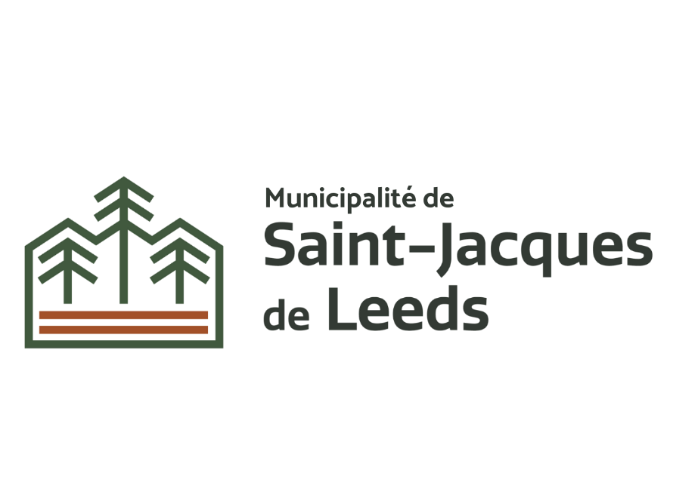 Municipalité de
Saint-Jacques
de Leeds